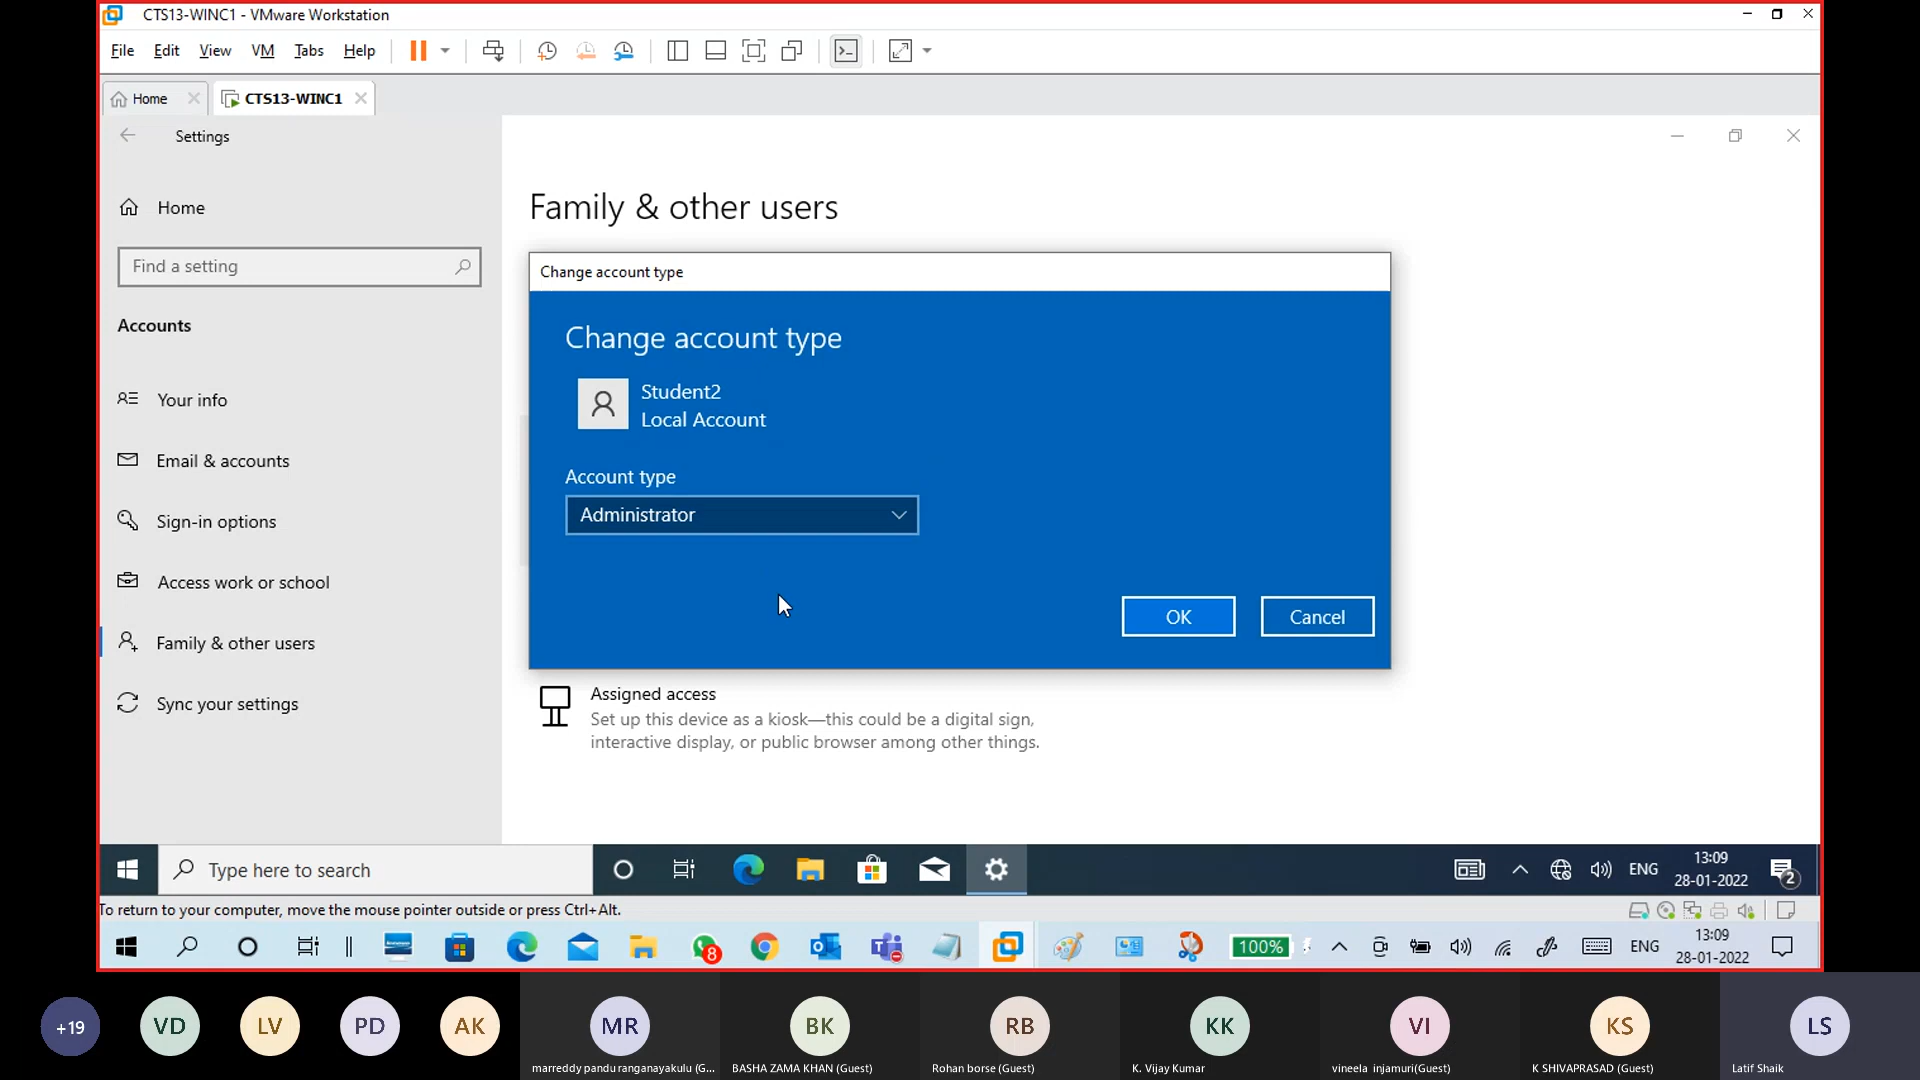 CTS13-WINC1 - VMware Workstation
File Edit View VM Tabs Help
Home
CTS13-WINC1
Settings
Home
Find a setting
Accounts
Your info
Email & accounts
Sign-in options
Access work or school
Family & other users
Sync your settings
Family & other users
Change account type
Change account type
Student2
Local Account
Account type
Administrator
OK
Cancel
Assigned access
Set up this device as a kiosk—this could be a digital sign,
interactive display, or public browser among other things.
Type here to search
ENG
13:09
28-01-2022
2
To return to your computer, move the mouse pointer outside or press Ctrl+Alt.
8
100%
ENG
13:09
28-01-2022
+19
VD
LV
PD
AK
MR
marreddy pandu ranganayakulu (G...
BK
BASHA ZAMA KHAN (Guest)
RB
Rohan borse (Guest)
KK
K. Vijay Kumar
VI
vineela injamuri(Guest)
KS
K SHIVAPRASAD (Guest)
LS
Latif Shaik